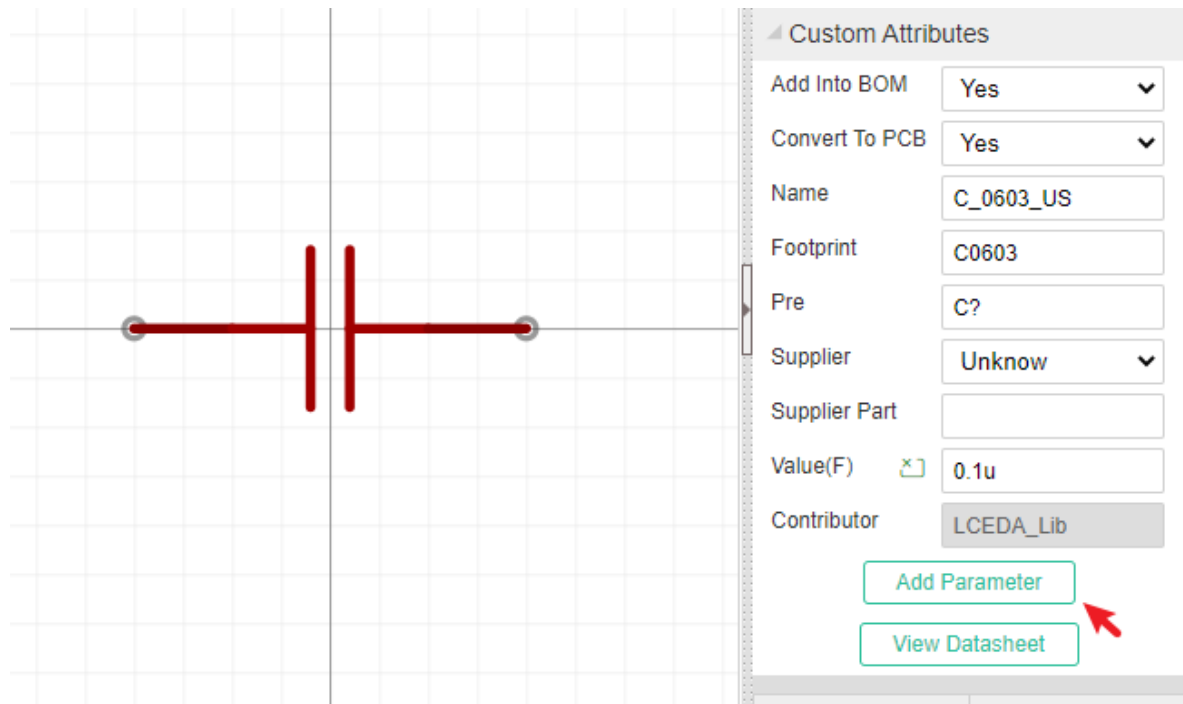 Custom Attributes
Add Into BOM Yes
Convert To PCB Yes
Name C_0603_US
Footprint C0603
Pre C?
Supplier Unknow
Supplier Part
Value(F) 0.1u
Contributor LCEDA_Lib
Add Parameter
View Datasheet